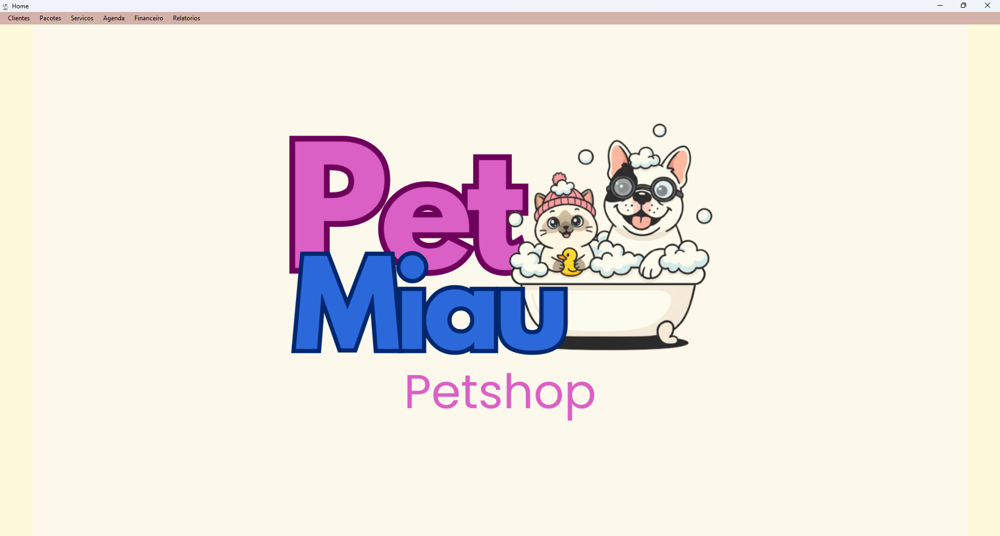 Home
Clientes Pacotes Servicos Agenda Financeiro Relatorios
Pet
Miau
Petshop